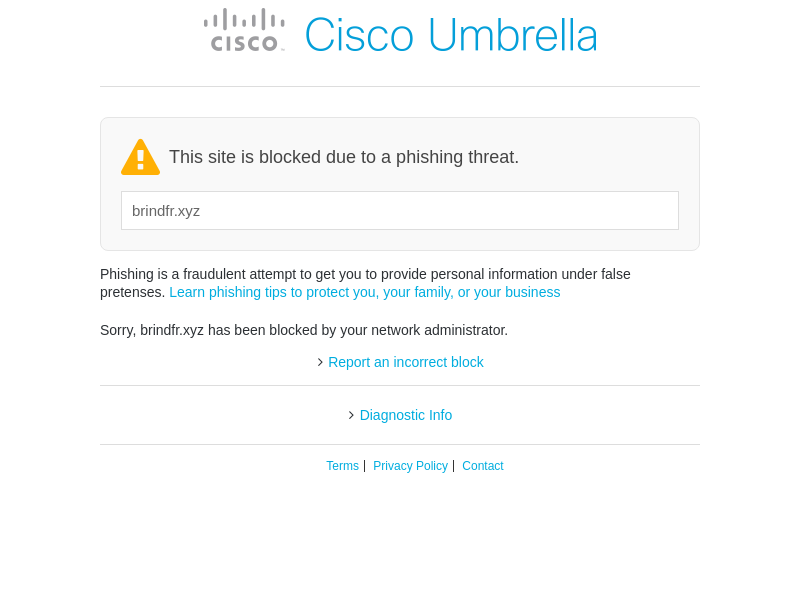 CISCO Cisco Umbrella
This site is blocked due to a phishing threat.
brindfr.xyz
Phishing is a fraudulent attempt to get you to provide personal information under false
pretenses. Learn phishing tips to protect you, your family, or your business
Sorry, brindfr.xyz has been blocked by your network administrator.
> Report an incorrect block
> Diagnostic Info
Terms | Privacy Policy | Contact